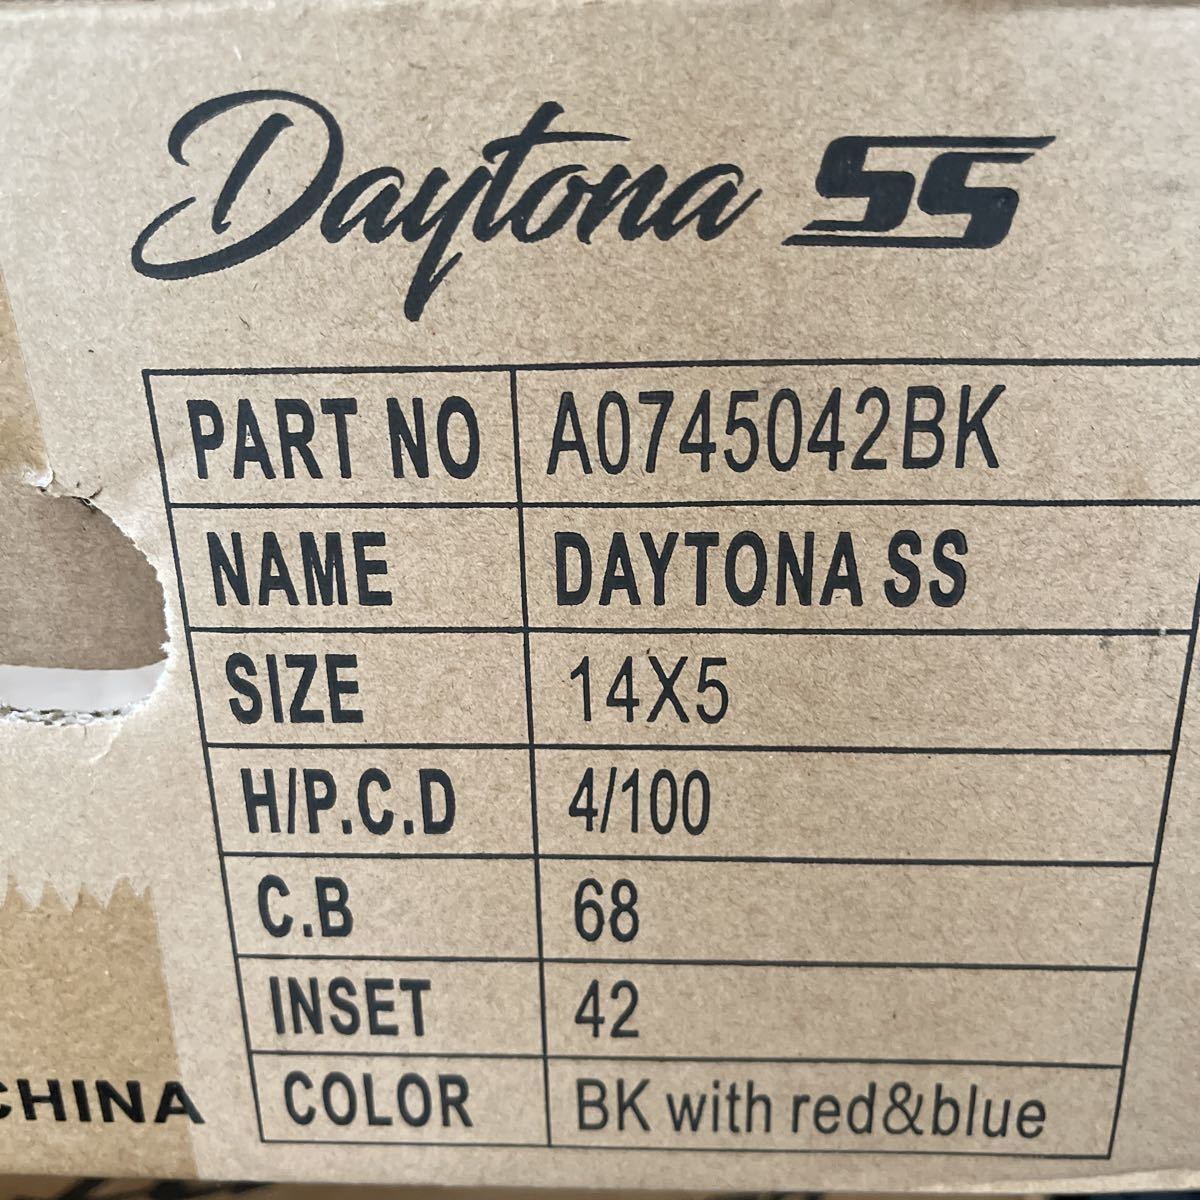 Daytona SS
PART NO A0745042BK
NAME DAYTONA SS
SIZE 14X5
H/P.C.D 4/100
C.B 68
INSET 42
COLOR BK with red&blue
CHINA